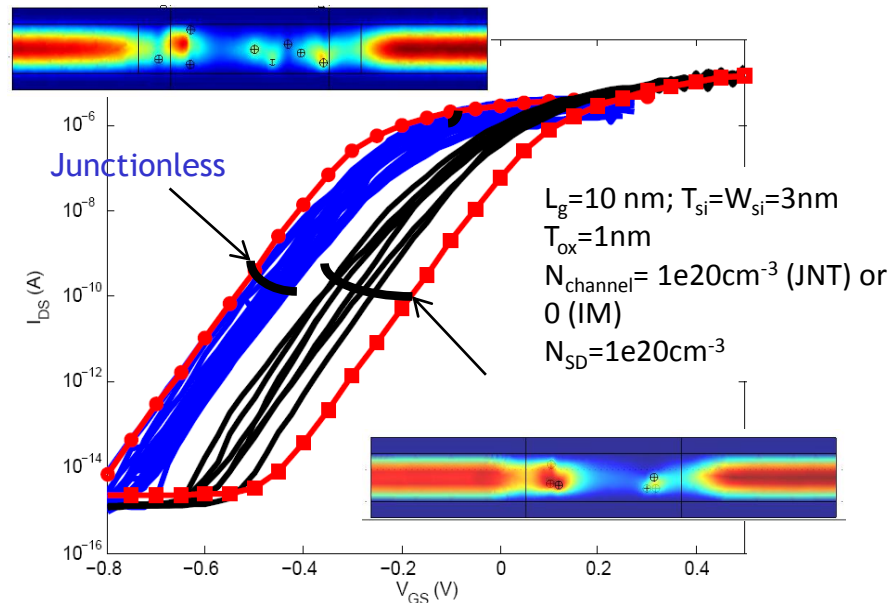 Junctionless
L_g=10 nm; T_si=W_si=3nm
T_ox=1nm
N_channel= 1e20cm⁻³ (JNT) or
0 (IM)
N_SD=1e20cm⁻³
I_DS (A)
10⁻⁶
10⁻⁸
10⁻¹⁰
10⁻¹²
10⁻¹⁴
10⁻¹⁶
−0.8 −0.6 −0.4 −0.2 0 0.2 0.4
V_GS (V)